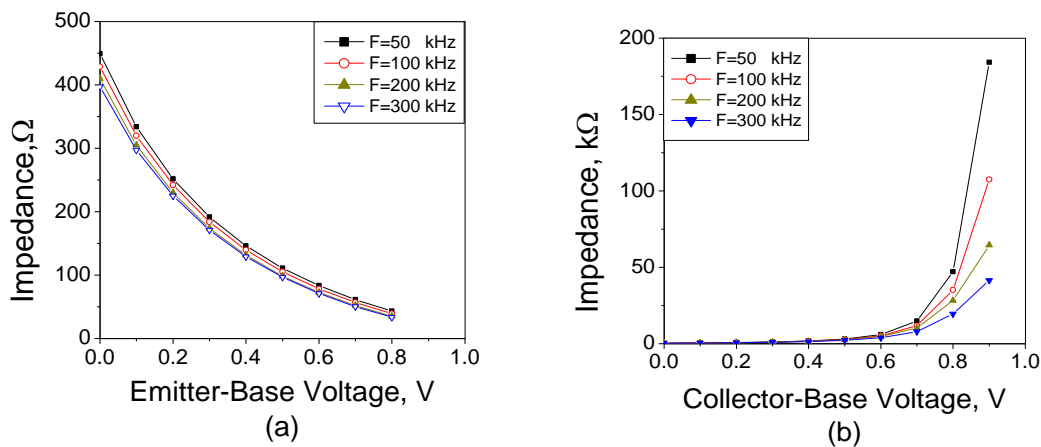 500
400
300
200
100
0
0.0 0.2 0.4 0.6 0.8 1.0
Impedance,Ω
Emitter-Base Voltage, V
F=50 kHz
F=100 kHz
F=200 kHz
F=300 kHz
(a)
200
150
100
50
0
0.0 0.2 0.4 0.6 0.8 1.0
Impedance, kΩ
Collector-Base Voltage, V
F=50 kHz
F=100 kHz
F=200 kHz
F=300 kHz
(b)